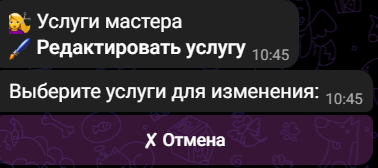 💇‍♀️ Услуги мастера
🖌️ Редактировать услугу 10:45
Выберите услуги для изменения: 10:45
✗ Отмена